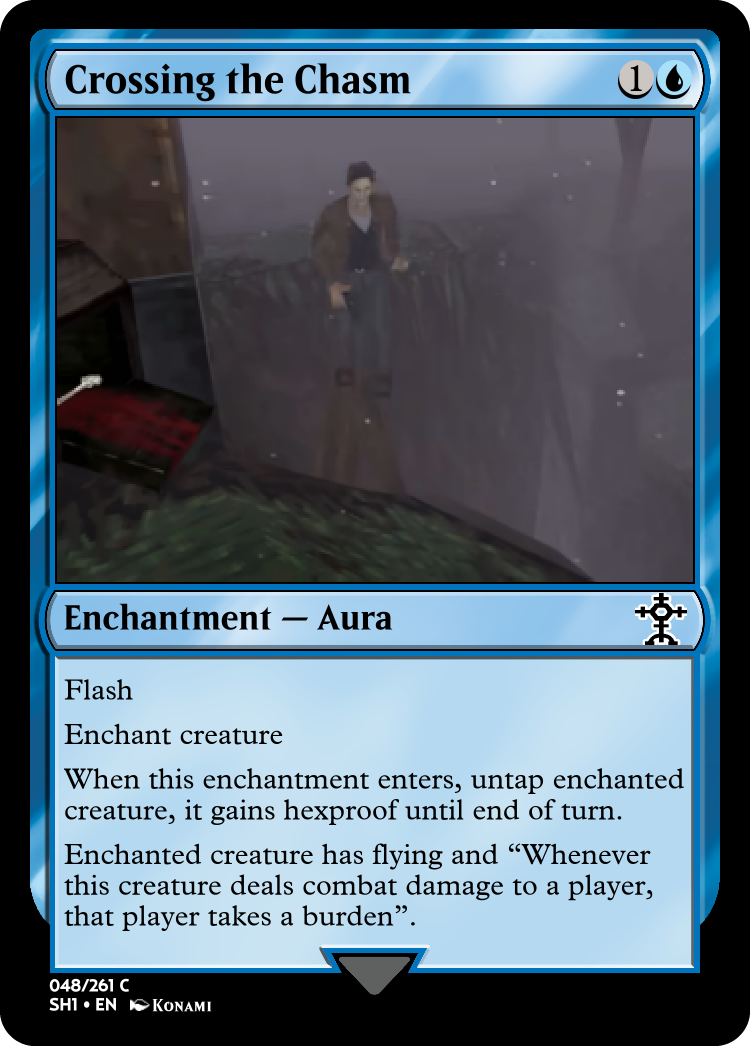 Crossing the Chasm
1
Enchantment — Aura
Flash
Enchant creature
When this enchantment enters, untap enchanted
creature, it gains hexproof until end of turn.
Enchanted creature has flying and “Whenever
this creature deals combat damage to a player,
that player takes a burden”.
048/261 C
SH1 • EN KONAMI